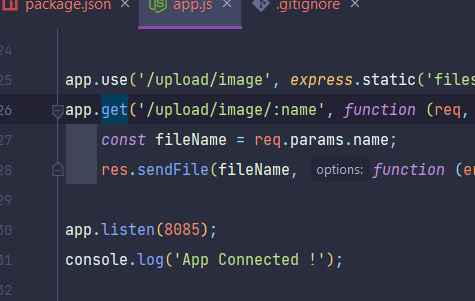 package.json × app.js × .gitignore ×
24
25 app.use('/upload/image', express.static('files
26 app.get('/upload/image/:name', function (req,
27 const fileName = req.params.name;
28 res.sendFile(fileName, options: function (er
29
30 app.listen(8085);
31 console.log('App Connected !');